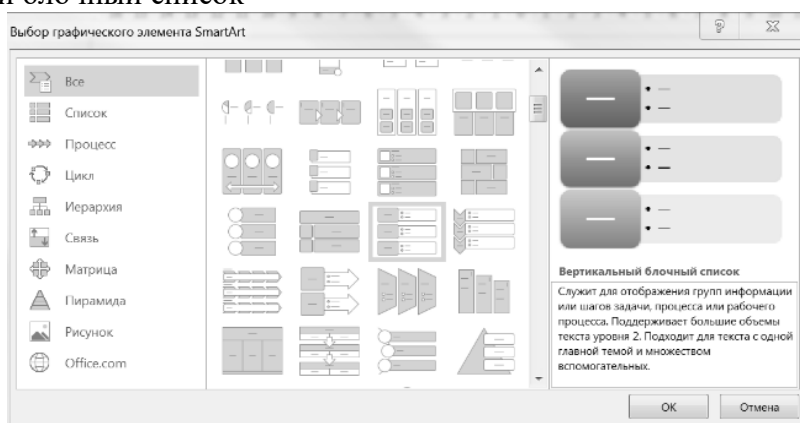 блочный список
Выбор графического элемента SmartArt
Все
Список
Процесс
Цикл
Иерархия
Связь
Матрица
Пирамида
Рисунок
Office.com
Вертикальный блочный список
Служит для отображения групп информации
или шагов задачи, процесса или рабочего
процесса. Поддерживает большие объемы
текста уровня 2. Подходит для текста с одной
главной темой и множеством
вспомогательных.
ОК
Отмена